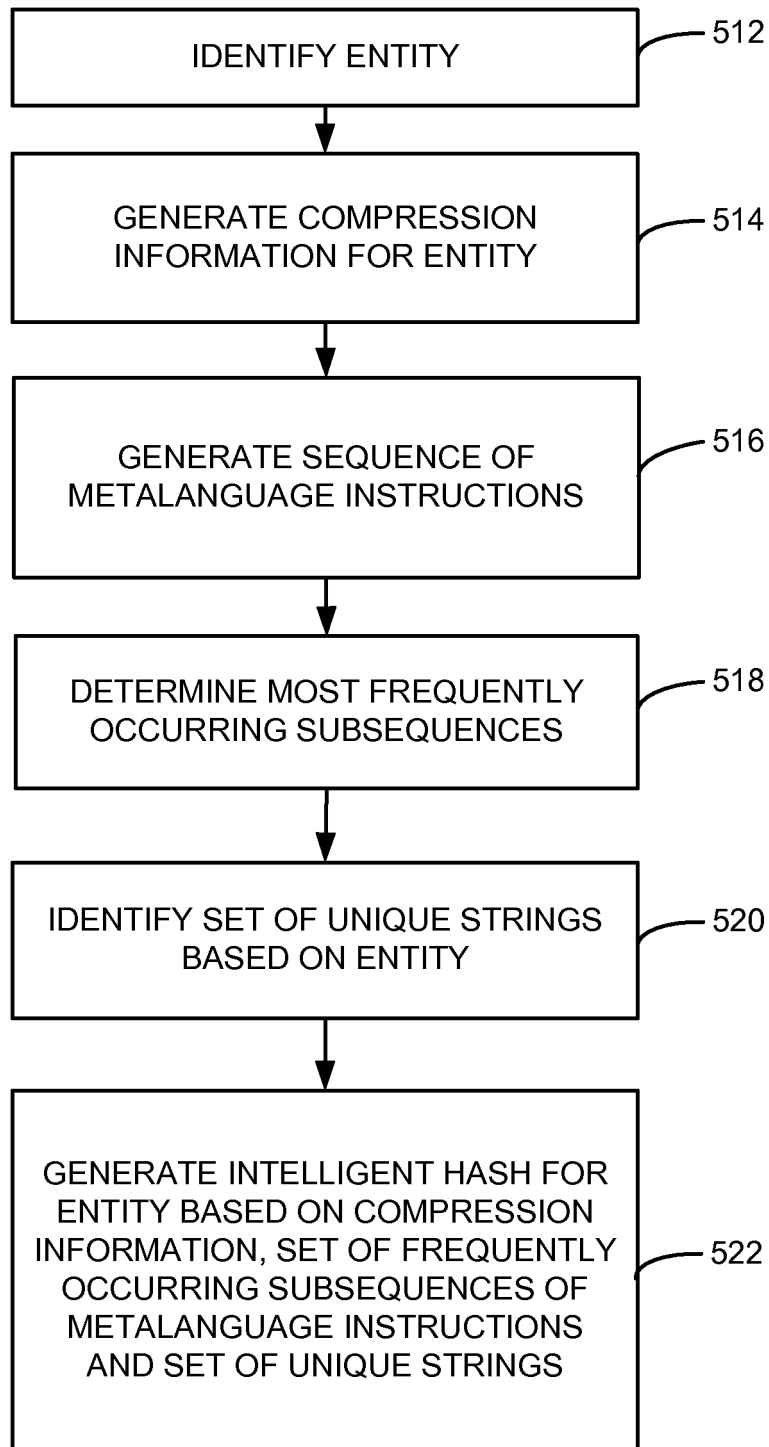 IDENTIFY ENTITY
512
GENERATE COMPRESSION
INFORMATION FOR ENTITY
514
GENERATE SEQUENCE OF
METALANGUAGE INSTRUCTIONS
516
DETERMINE MOST FREQUENTLY
OCCURRING SUBSEQUENCES
518
IDENTIFY SET OF UNIQUE STRINGS
BASED ON ENTITY
520
GENERATE INTELLIGENT HASH FOR
ENTITY BASED ON COMPRESSION
INFORMATION, SET OF FREQUENTLY
OCCURRING SUBSEQUENCES OF
METALANGUAGE INSTRUCTIONS
AND SET OF UNIQUE STRINGS
522